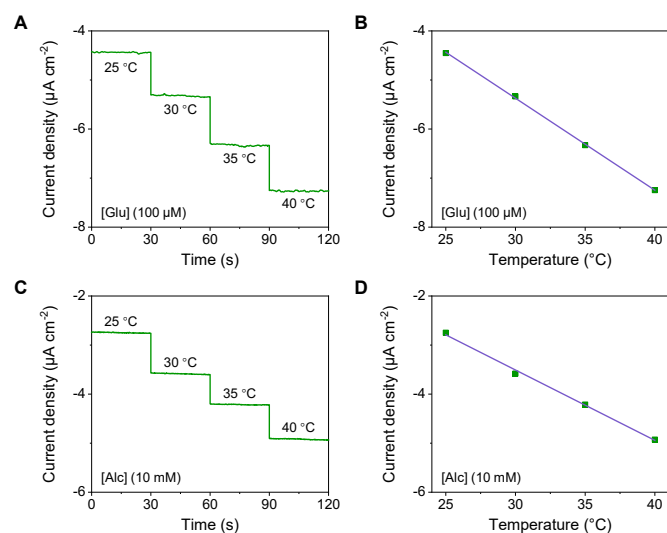 A
Current density (µA cm-2)
-4
-6
-8
25 °C
30 °C
35 °C
40 °C
[Glu] (100 µM)
0 30 60 90 120
Time (s)
B
Current density (µA cm-2)
-4
-6
-8
[Glu] (100 µM)
25 30 35 40
Temperature (°C)
C
Current density (µA cm-2)
-2
-4
-6
25 °C
30 °C
35 °C
40 °C
[Alc] (10 mM)
0 30 60 90 120
Time (s)
D
Current density (µA cm-2)
-2
-4
-6
[Alc] (10 mM)
25 30 35 40
Temperature (°C)